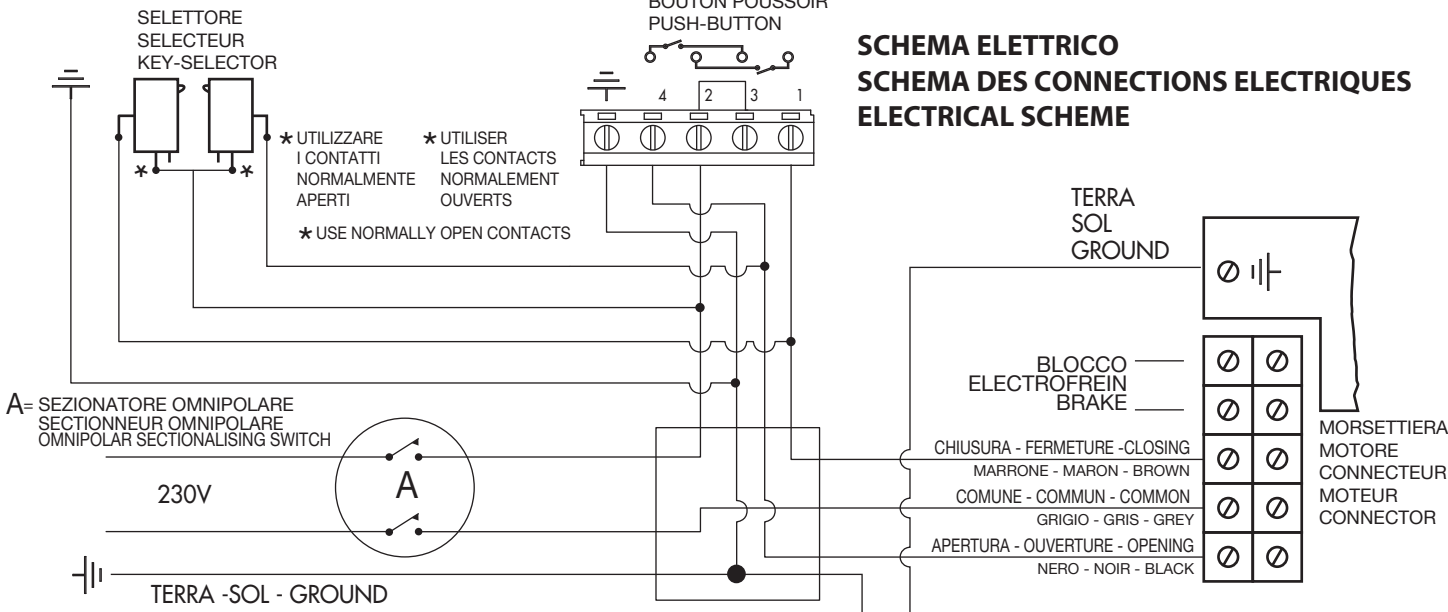 SELETTORE
SELECTEUR
KEY-SELECTOR
BOUTON POUSSOIR
PUSH-BUTTON
SCHEMA ELETTRICO
SCHEMA DES CONNECTIONS ELECTRIQUES
ELECTRICAL SCHEME
4 2 3 1
* UTILIZZARE
I CONTATTI
NORMALMENTE
APERTI
* UTILISER
LES CONTACTS
NORMALEMENT
OUVERTS
* *
* USE NORMALLY OPEN CONTACTS
TERRA
SOL
GROUND
BLOCCO
ELECTROFREIN
BRAKE
A= SEZIONATORE OMNIPOLARE
SECTIONNEUR OMNIPOLARE
OMNIPOLAR SECTIONALISING SWITCH
230V
A
CHIUSURA - FERMETURE -CLOSING
MARRONE - MARON - BROWN
COMUNE - COMMUN - COMMON
GRIGIO - GRIS - GREY
APERTURA - OUVERTURE - OPENING
NERO - NOIR - BLACK
MORSETTIERA
MOTORE
CONNECTEUR
MOTEUR
CONNECTOR
TERRA -SOL - GROUND